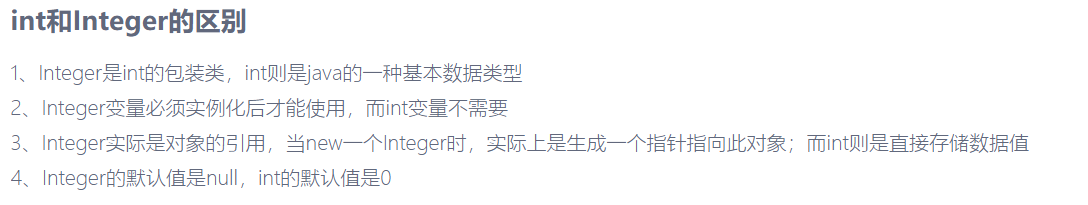 int和Integer的区别
1、Integer是int的包装类，int则是java的一种基本数据类型
2、Integer变量必须实例化后才能使用，而int变量不需要
3、Integer实际是对象的引用，当new一个Integer时，实际上是生成一个指针指向此对象；而int则是直接存储数据值
4、Integer的默认值是null，int的默认值是0